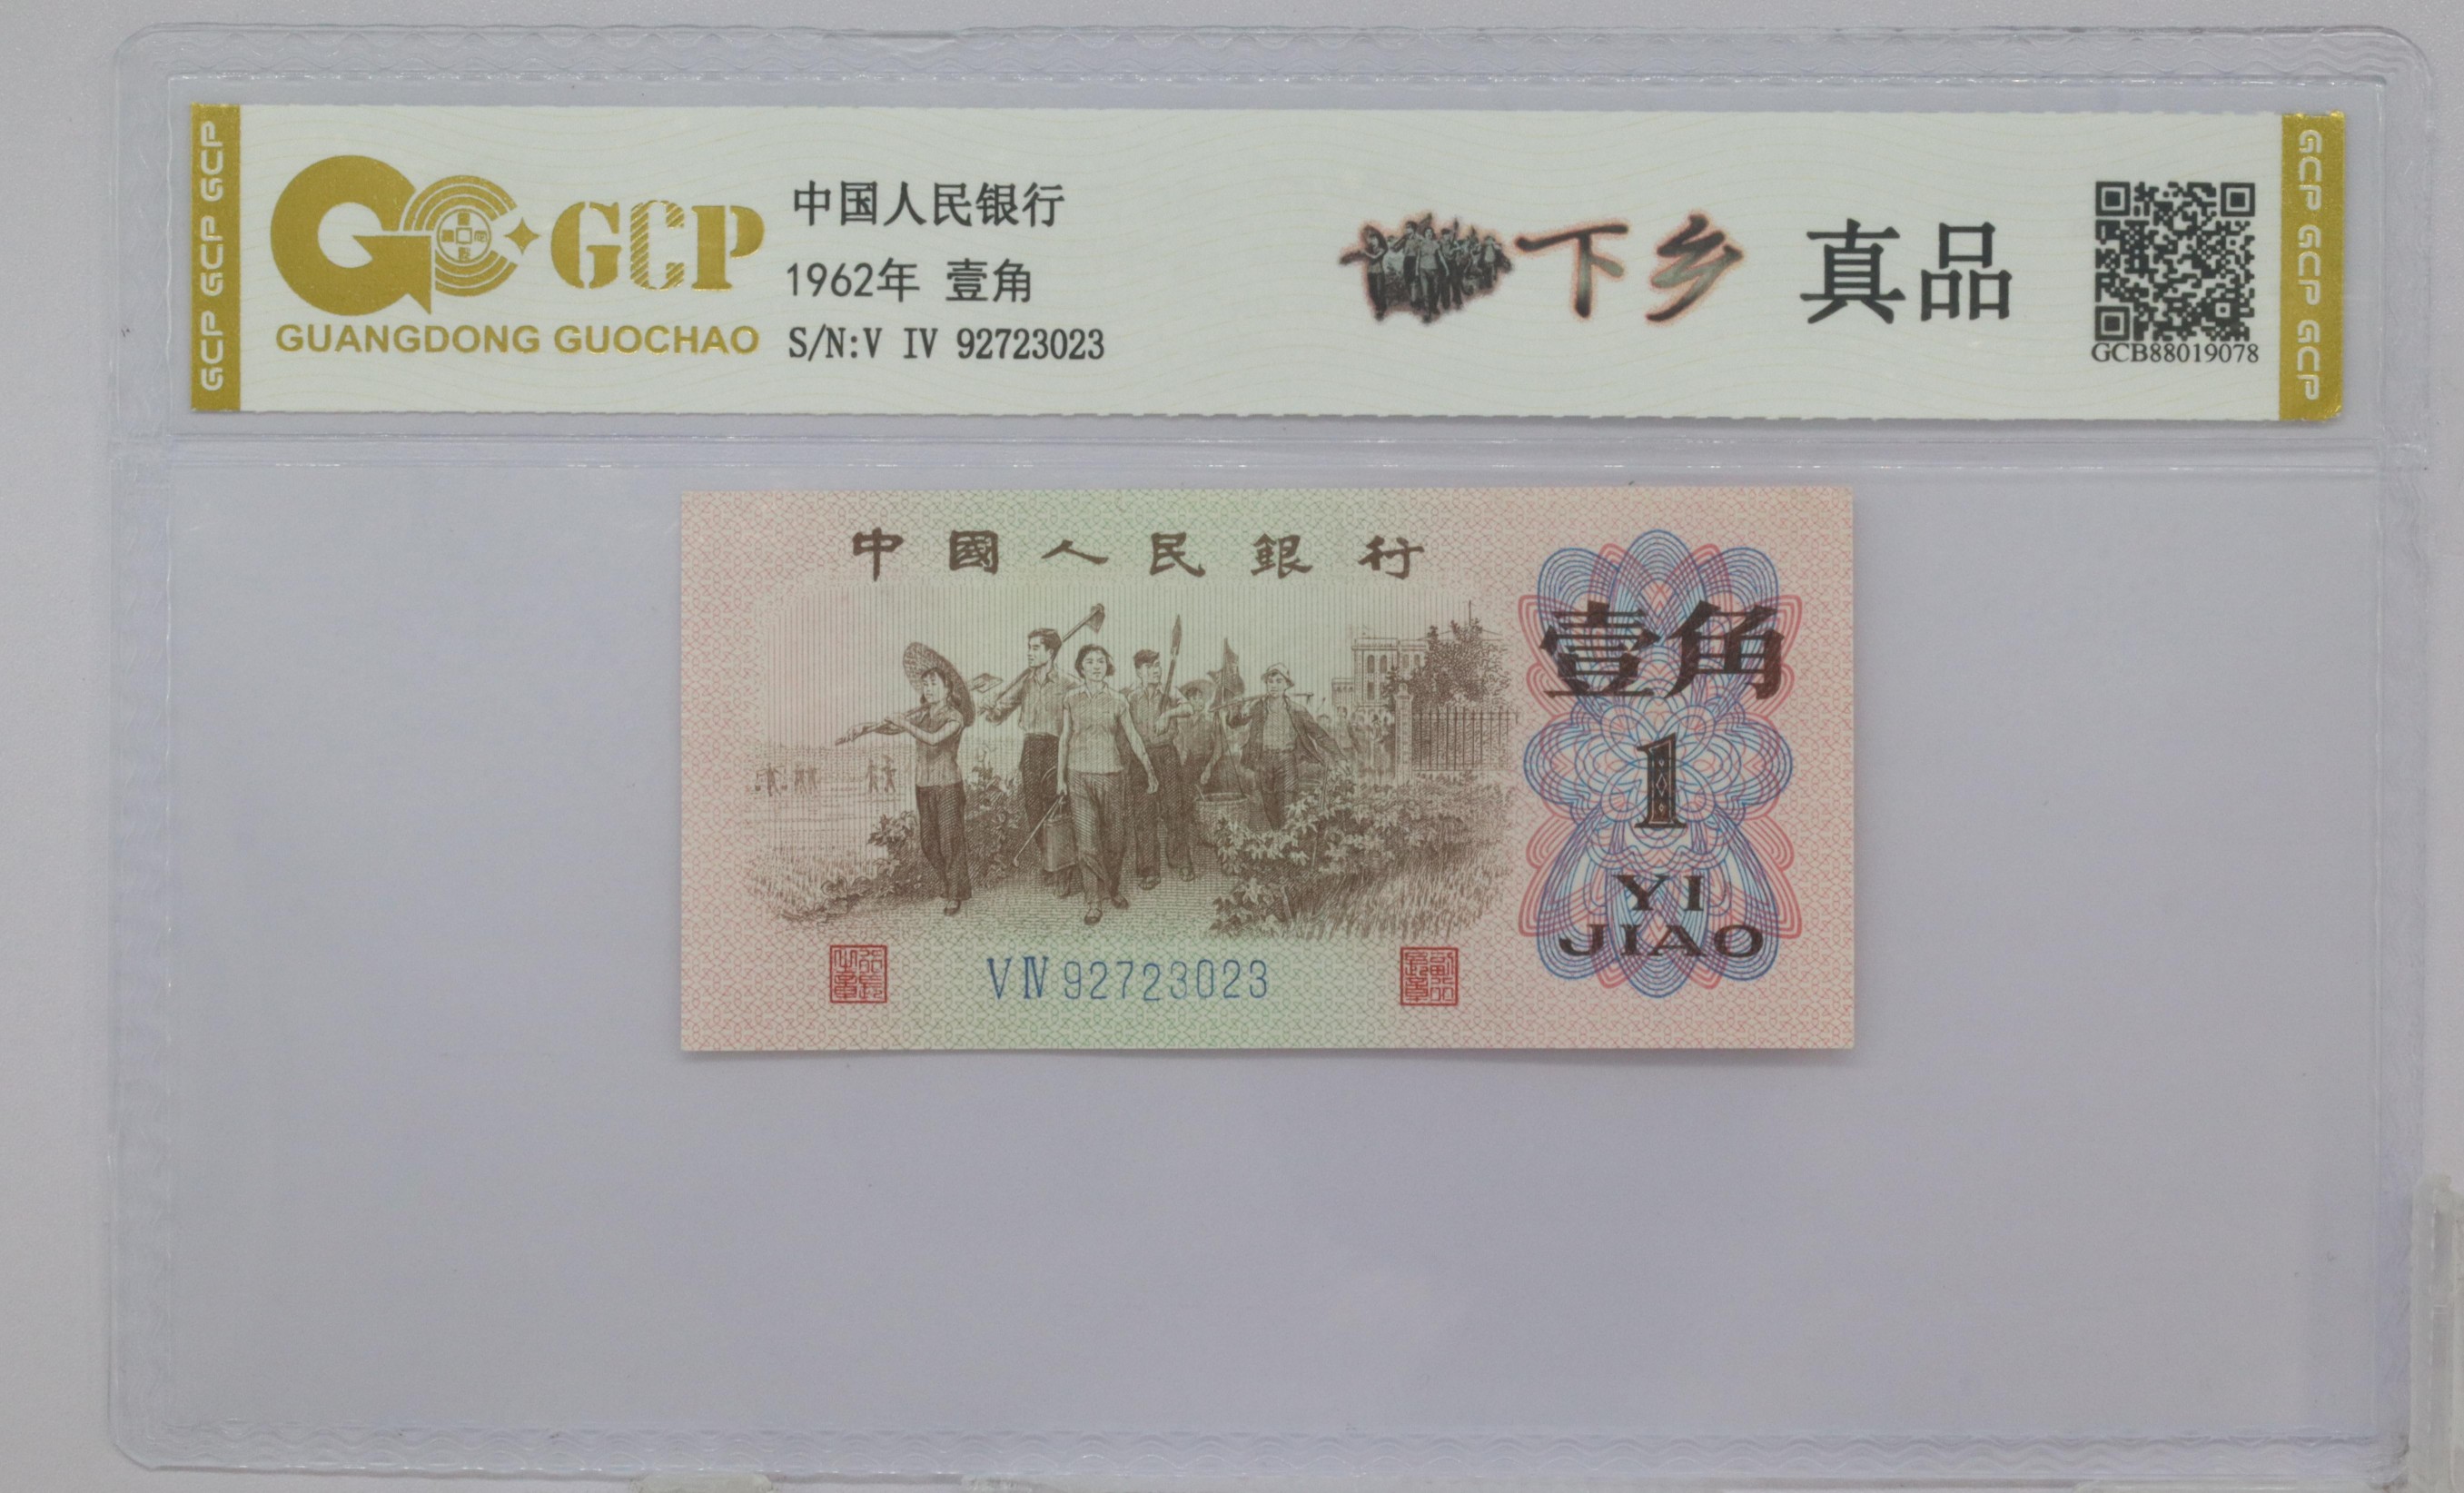 GCP GCP GCP
GCP
GUANGDONG GUOCHAO
中国人民银行
1962年 壹角
S/N:V IV 92723023
下乡 真品
GCB88019078
GCP GCP GCP
中國人民銀行
壹角
1
YI
JIAO
V IV 92723023